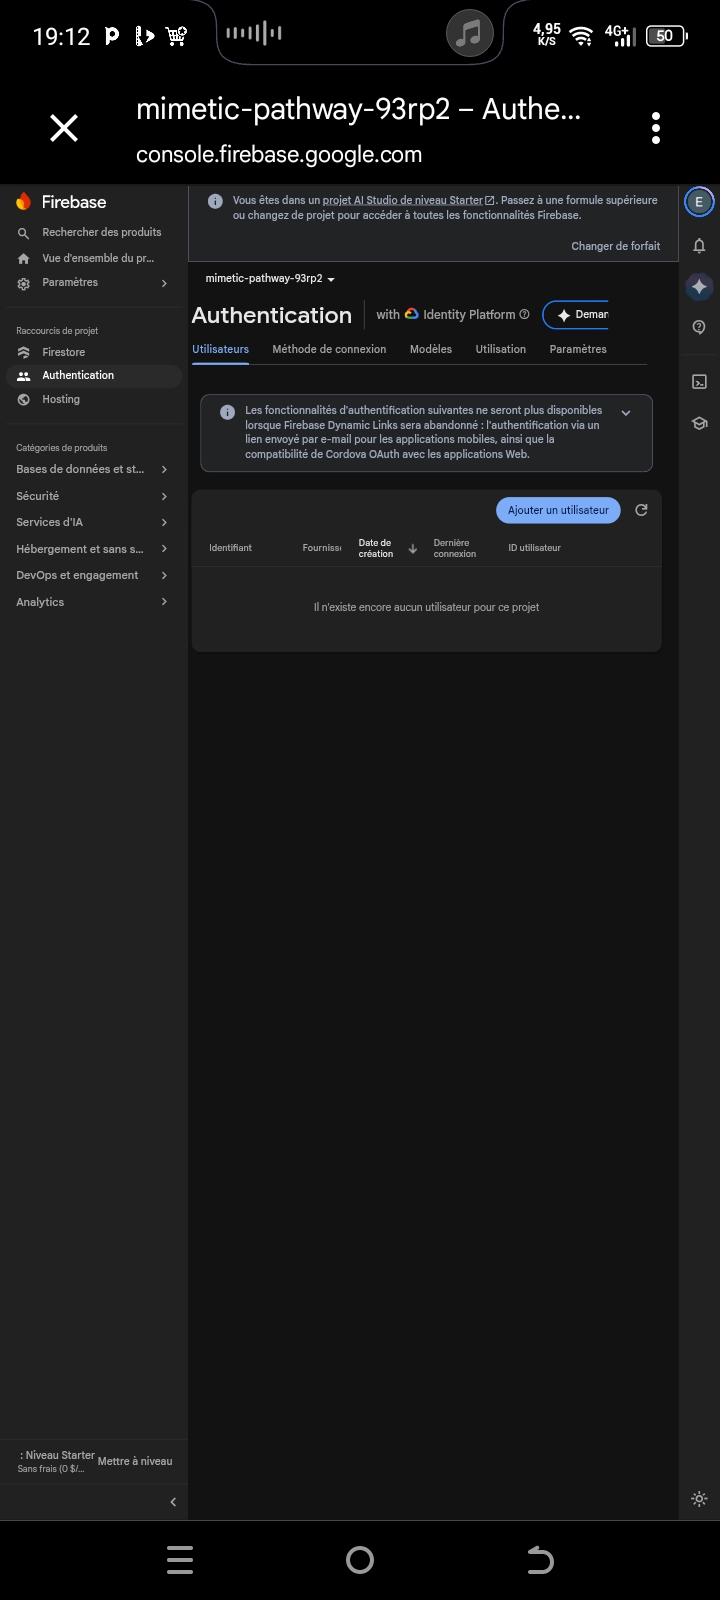 19:12
4,95
K/S
4G+
50
mimetic-pathway-93rp2 – Authe...
console.firebase.google.com
Firebase
Rechercher des produits
Vue d'ensemble du pr...
Paramètres
Raccourcis de projet
Firestore
Authentication
Hosting
Catégories de produits
Bases de données et st...
Sécurité
Services d'IA
Hébergement et sans s...
DevOps et engagement
Analytics
: Niveau Starter
Sans frais (0 $/...
Mettre à niveau
Vous êtes dans un projet AI Studio de niveau Starter. Passez à une formule supérieure
ou changez de projet pour accéder à toutes les fonctionnalités Firebase.
Changer de forfait
E
mimetic-pathway-93rp2
Authentication
with Identity Platform
Deman
Utilisateurs
Méthode de connexion
Modèles
Utilisation
Paramètres
Les fonctionnalités d'authentification suivantes ne seront plus disponibles
lorsque Firebase Dynamic Links sera abandonné : l'authentification via un
lien envoyé par e-mail pour les applications mobiles, ainsi que la
compatibilité de Cordova OAuth avec les applications Web.
Ajouter un utilisateur
Identifiant
Fourniss
Date de
création
Dernière
connexion
ID utilisateur
Il n'existe encore aucun utilisateur pour ce projet